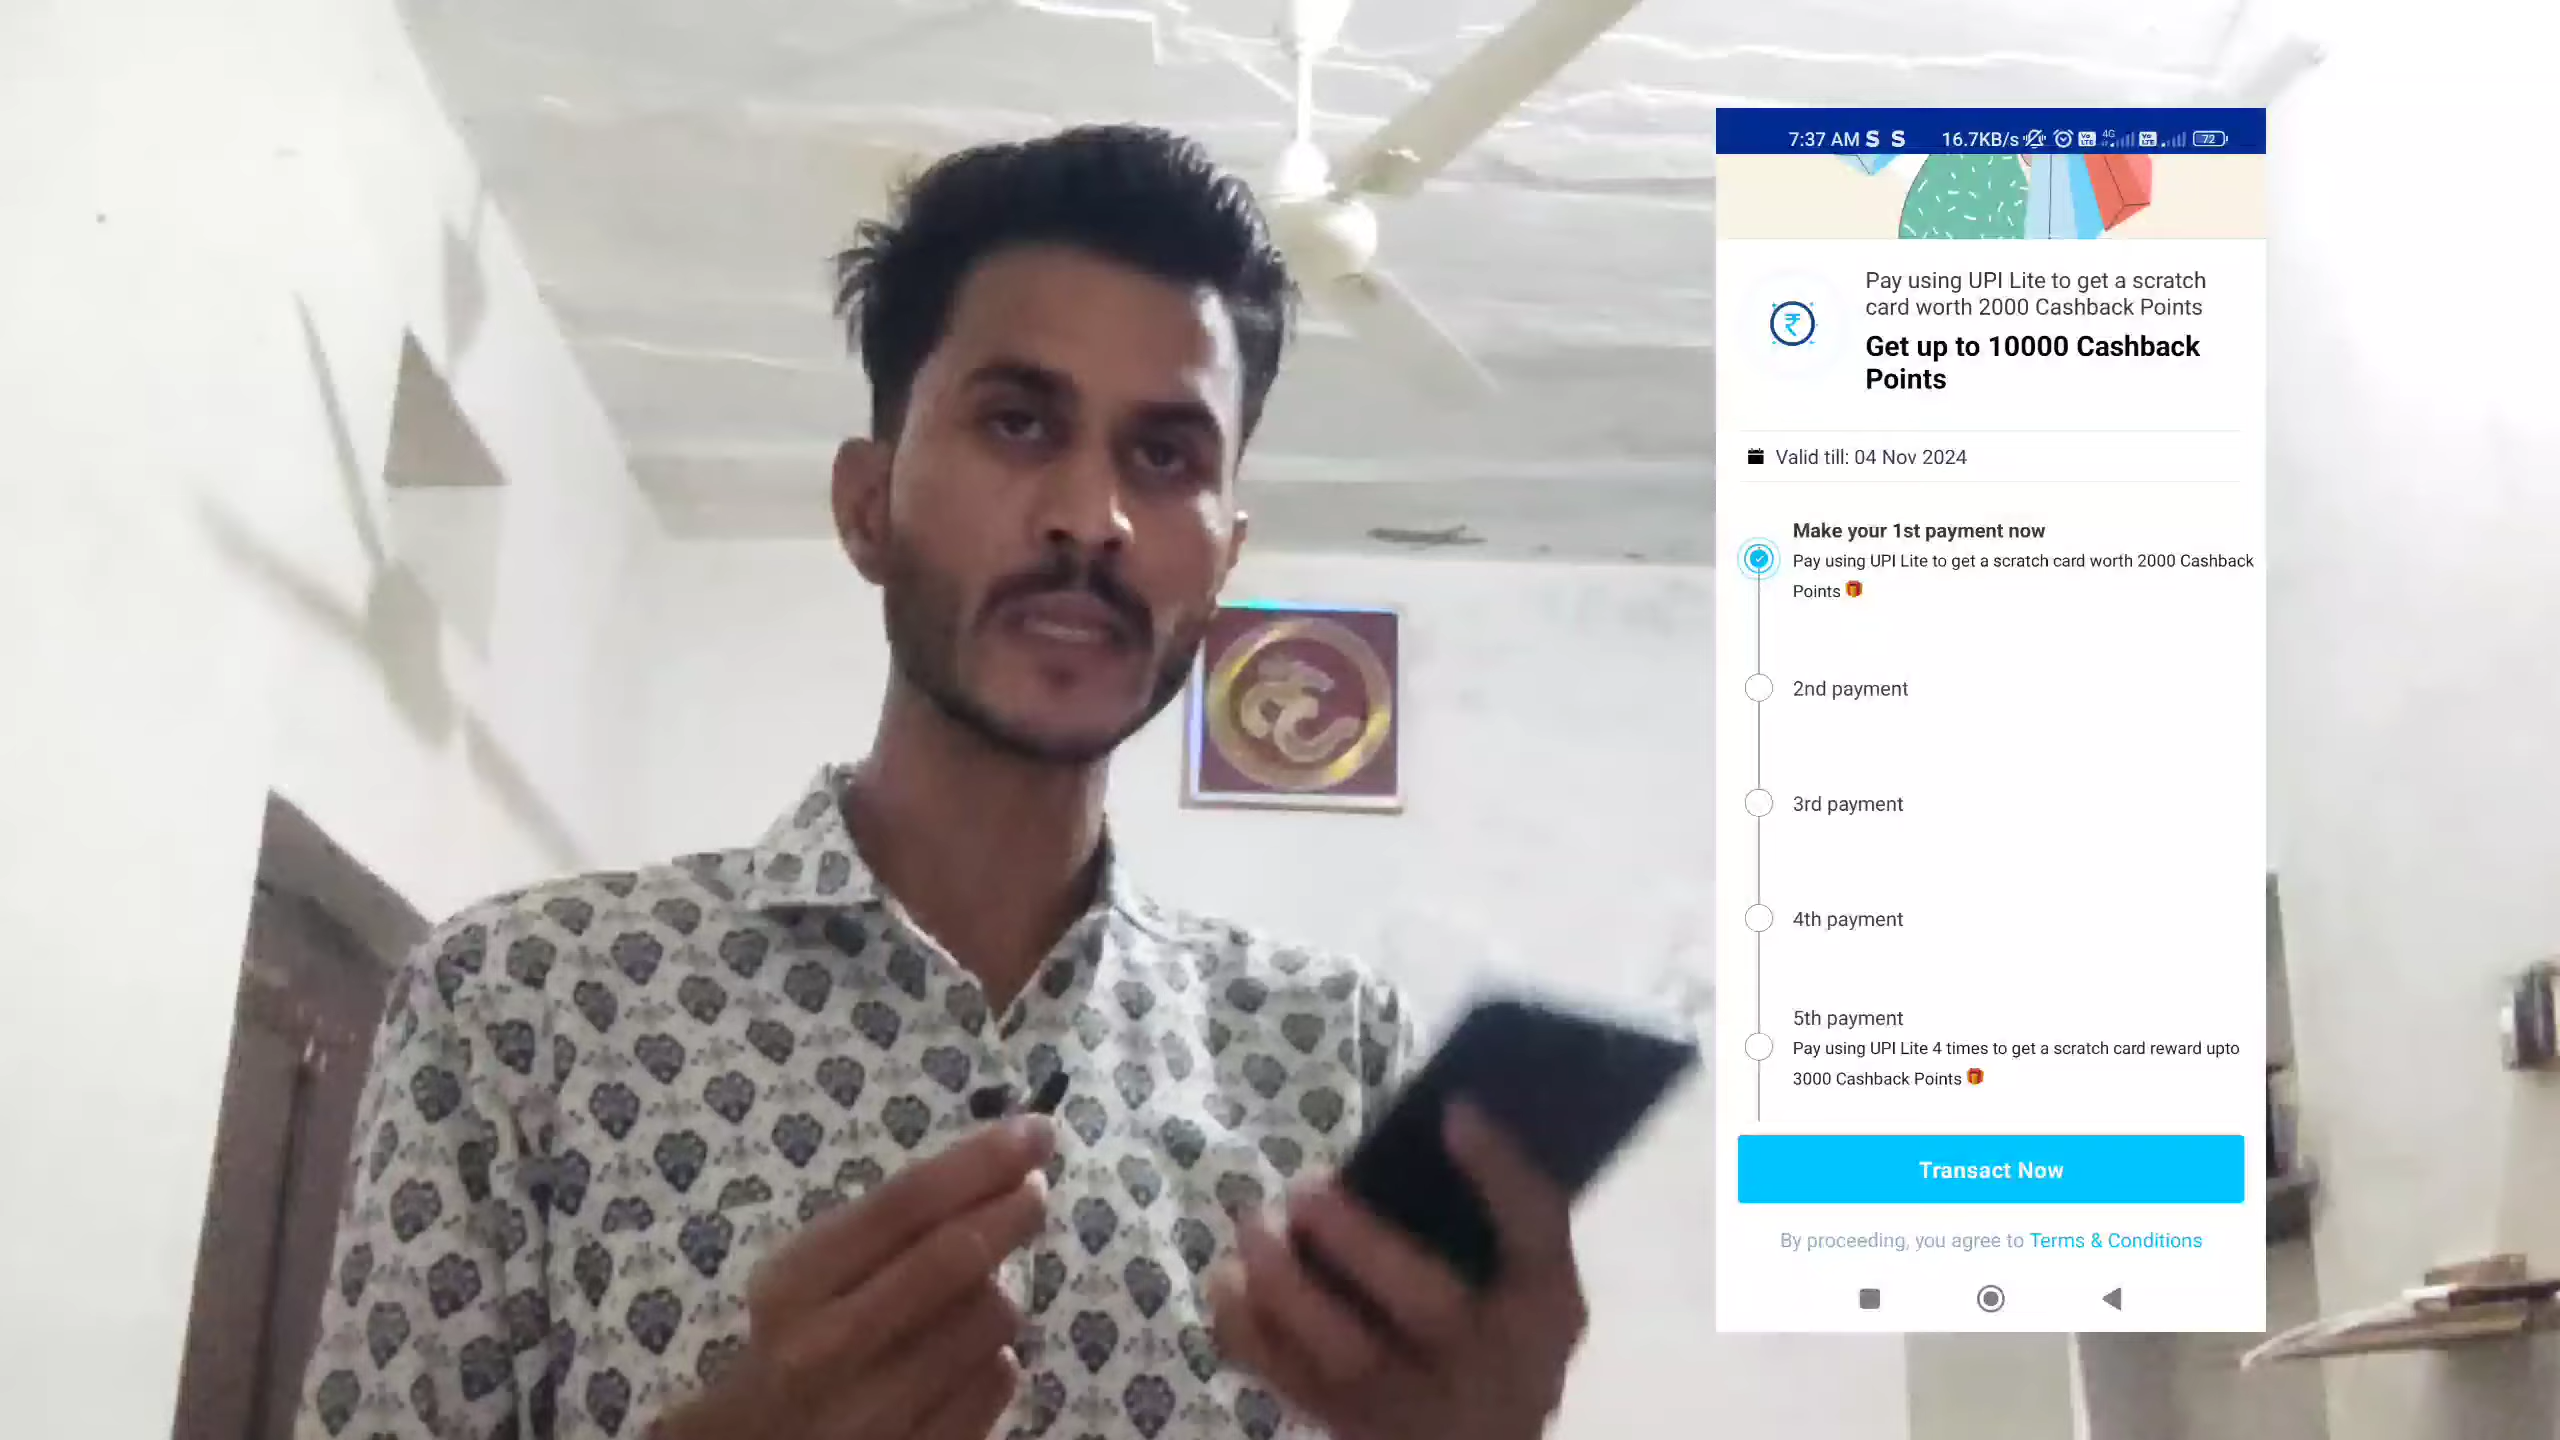 7:37 AM S S 16.7KB/s 4G 72
Pay using UPI Lite to get a scratch
card worth 2000 Cashback Points
Get up to 10000 Cashback
Points
Valid till: 04 Nov 2024
Make your 1st payment now
Pay using UPI Lite to get a scratch card worth 2000 Cashback
Points
2nd payment
3rd payment
4th payment
5th payment
Pay using UPI Lite 4 times to get a scratch card reward upto
3000 Cashback Points
Transact Now
By proceeding, you agree to Terms & Conditions